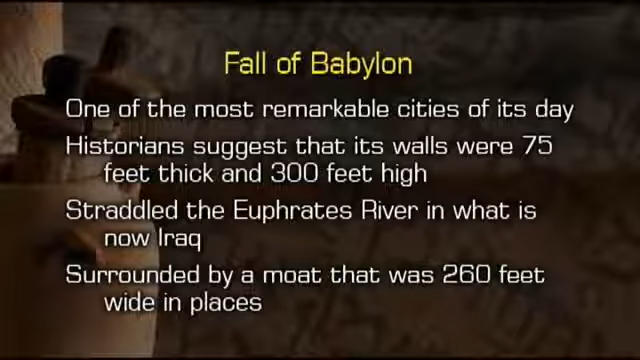 Fall of Babylon
One of the most remarkable cities of its day
Historians suggest that its walls were 75
feet thick and 300 feet high
Straddled the Euphrates River in what is
now Iraq
Surrounded by a moat that was 260 feet
wide in places